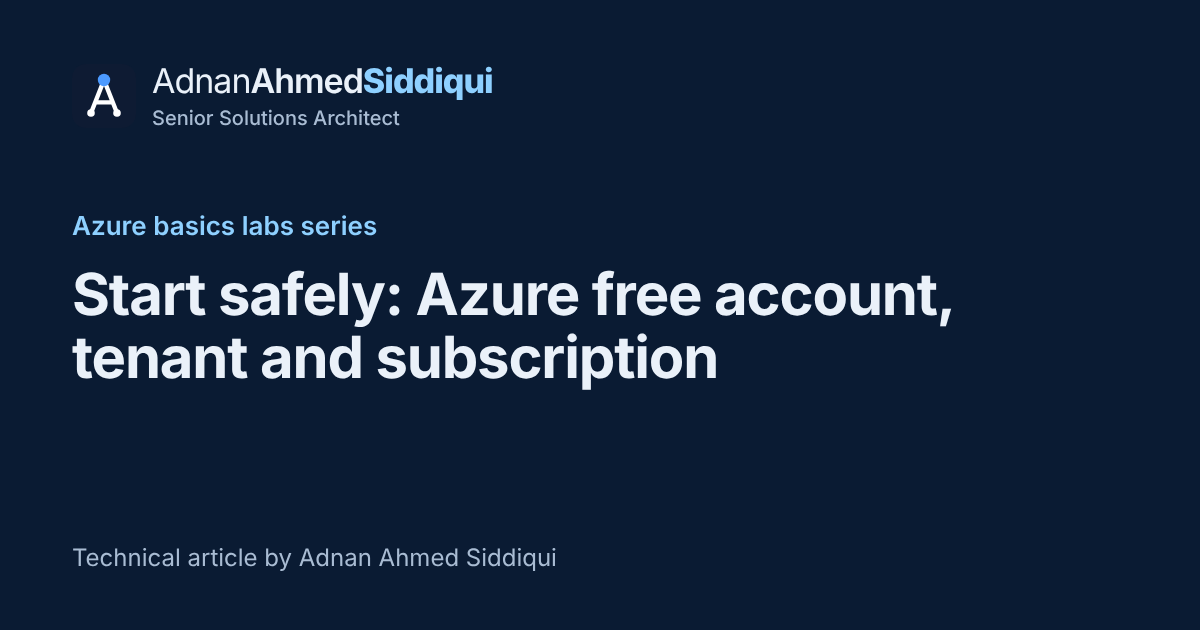 AdnanAhmedSiddiqui
Senior Solutions Architect
Azure basics labs series
Start safely: Azure free account,
tenant and subscription
Technical article by Adnan Ahmed Siddiqui